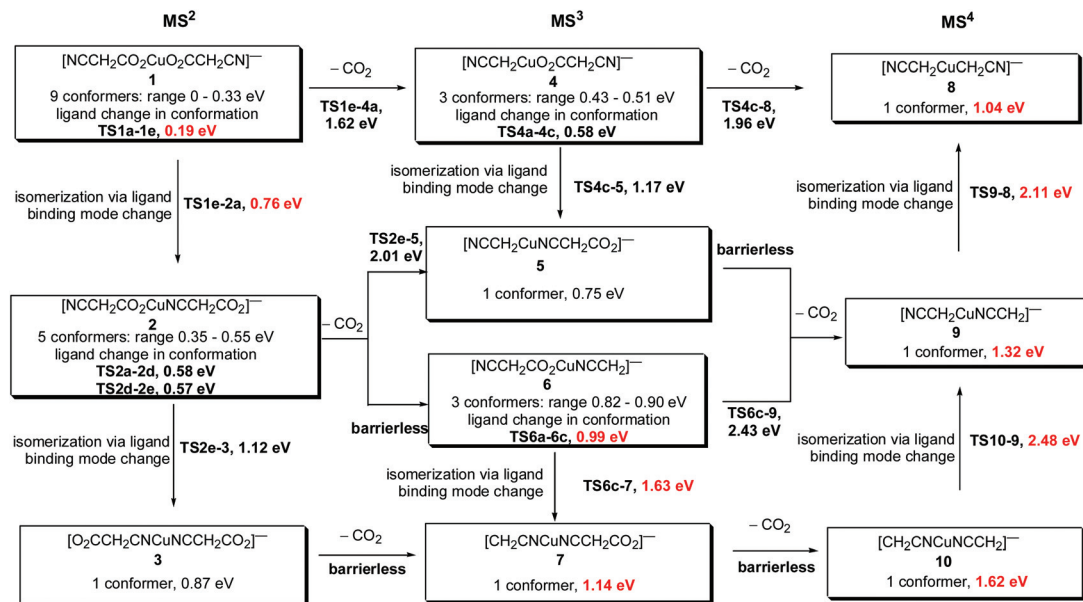 MS²
MS³
MS⁴
[NCCH₂CO₂CuO₂CCH₂CN]⁻
1
9 conformers: range 0 - 0.33 eV
ligand change in conformation
TS1a-1e, 0.19 eV
– CO₂
TS1e-4a,
1.62 eV
[NCCH₂CuO₂CCH₂CN]⁻
4
3 conformers: range 0.43 - 0.51 eV
ligand change in conformation
TS4a-4c, 0.58 eV
– CO₂
TS4c-8,
1.96 eV
[NCCH₂CuCH₂CN]⁻
8
1 conformer, 1.04 eV
isomerization via ligand
binding mode change
TS1e-2a, 0.76 eV
isomerization via ligand
binding mode change
TS4c-5, 1.17 eV
isomerization via ligand
binding mode change
TS9-8, 2.11 eV
[NCCH₂CO₂CuNCCH₂CO₂]⁻
2
5 conformers: range 0.35 - 0.55 eV
ligand change in conformation
TS2a-2d, 0.58 eV
TS2d-2e, 0.57 eV
– CO₂
TS2e-5,
2.01 eV
barrierless
[NCCH₂CuNCCH₂CO₂]⁻
5
1 conformer, 0.75 eV
barrierless
– CO₂
[NCCH₂CO₂CuNCCH₂]⁻
6
3 conformers: range 0.82 - 0.90 eV
ligand change in conformation
TS6a-6c, 0.99 eV
TS6c-9,
2.43 eV
[NCCH₂CuNCCH₂]⁻
9
1 conformer, 1.32 eV
isomerization via ligand
binding mode change
TS2e-3, 1.12 eV
isomerization via ligand
binding mode change
TS6c-7, 1.63 eV
isomerization via ligand
binding mode change
TS10-9, 2.48 eV
[O₂CCH₂CNCuNCCH₂CO₂]⁻
3
1 conformer, 0.87 eV
– CO₂
barrierless
[CH₂CNCuNCCH₂CO₂]⁻
7
1 conformer, 1.14 eV
– CO₂
barrierless
[CH₂CNCuNCCH₂]⁻
10
1 conformer, 1.62 eV